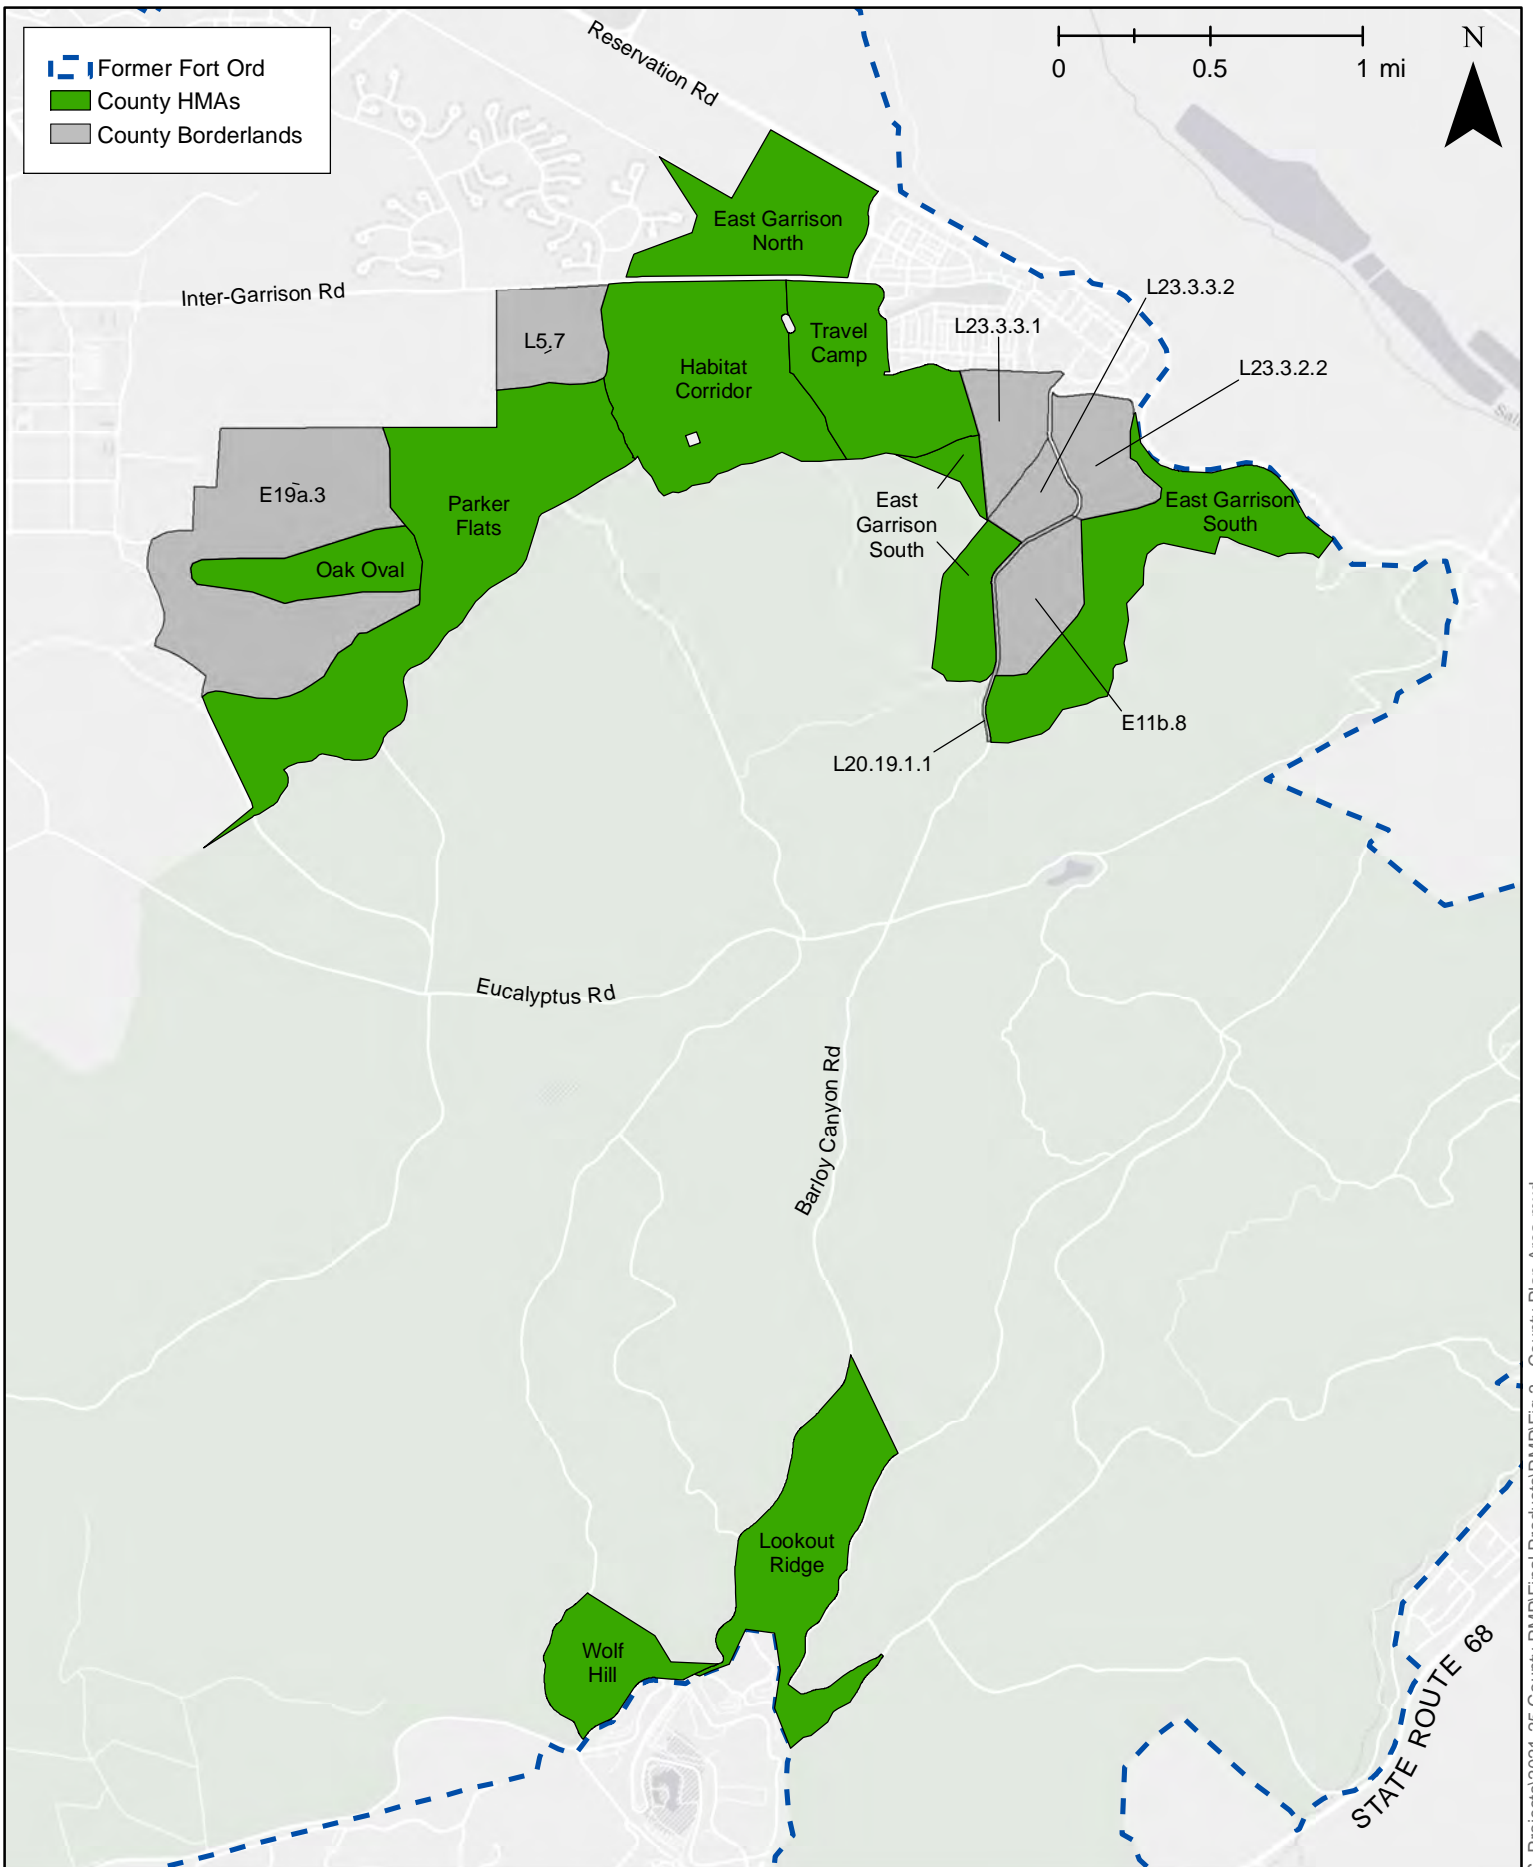 Former Fort Ord
County HMAs
County Borderlands
0 0.5 1 mi
N
Reservation Rd
East Garrison
North
Inter-Garrison Rd
L5.7
Habitat
Corridor
Travel
Camp
L23.3.3.1
L23.3.3.2
L23.3.2.2
E19a.3
Parker
Flats
Oak Oval
East
Garrison
South
East Garrison
South
E11b.8
L20.19.1.1
Eucalyptus Rd
Barloy Canyon Rd
Lookout
Ridge
Wolf
Hill
STATE ROUTE 68